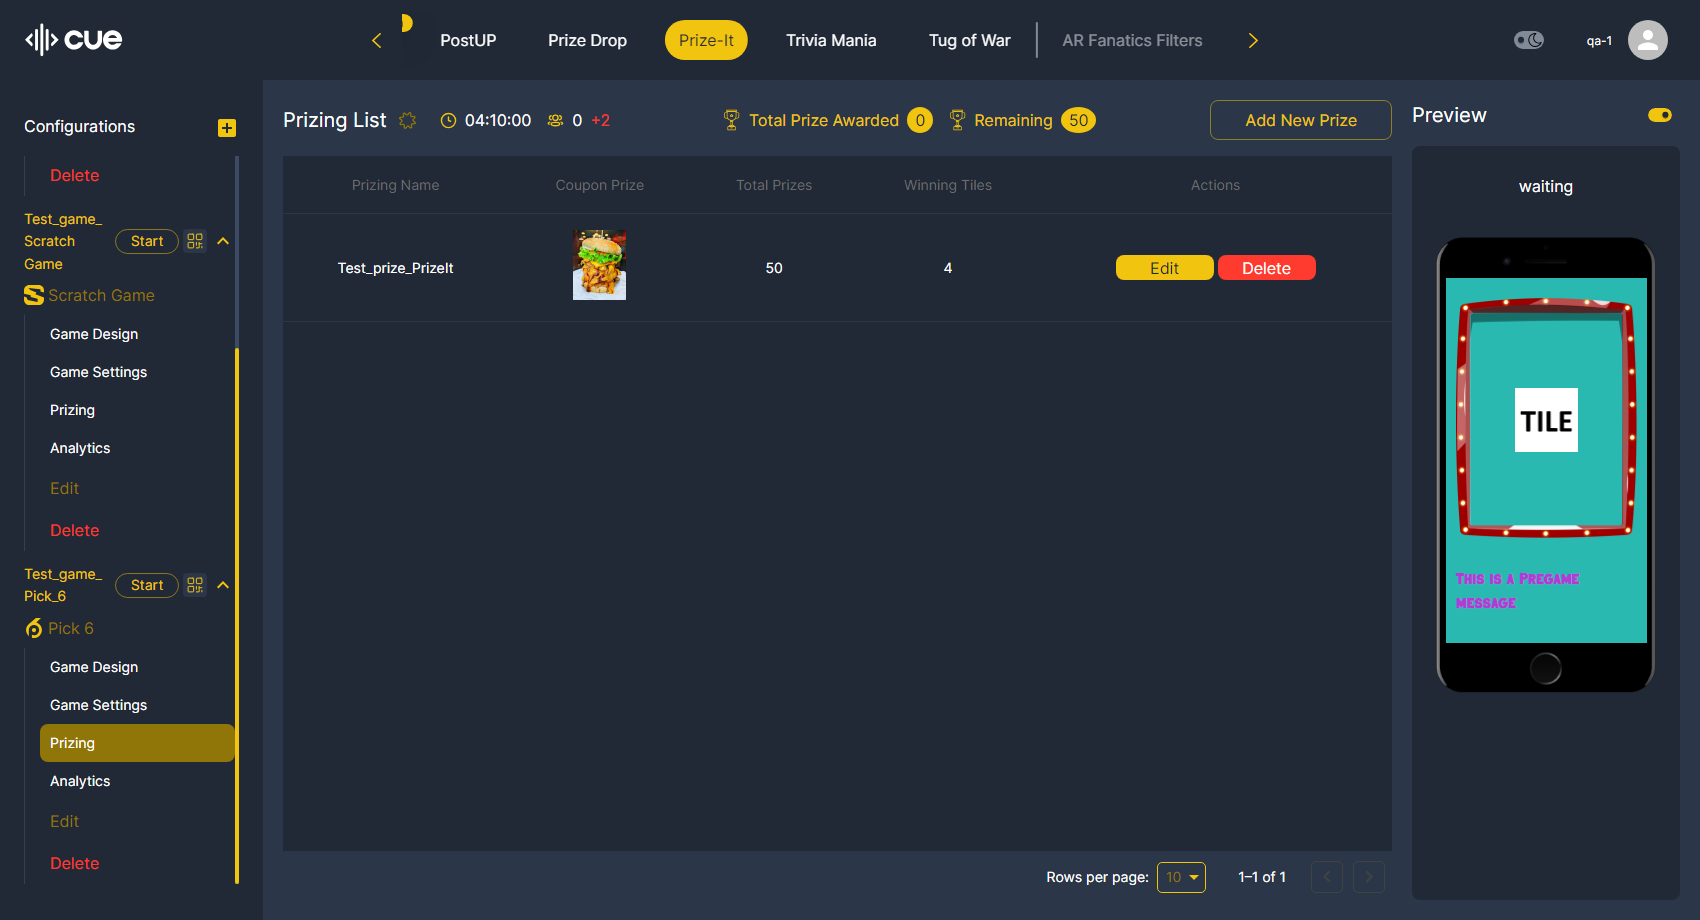 cue
PostUP
Prize Drop
Prize-It
Trivia Mania
Tug of War
AR Fanatics Filters
qa-1
Configurations
Delete
Test_game_
Scratch
Game
Start
Scratch Game
Game Design
Game Settings
Prizing
Analytics
Edit
Delete
Test_game_
Pick_6
Start
Pick 6
Game Design
Game Settings
Prizing
Analytics
Edit
Delete
Prizing List
04:10:00
0 +2
Total Prize Awarded 0
Remaining 50
Add New Prize
Prizing Name
Coupon Prize
Total Prizes
Winning Tiles
Actions
Test_prize_PrizeIt
50
4
Edit
Delete
Rows per page: 10
1–1 of 1
Preview
waiting
TILE
This is a Pregame
message